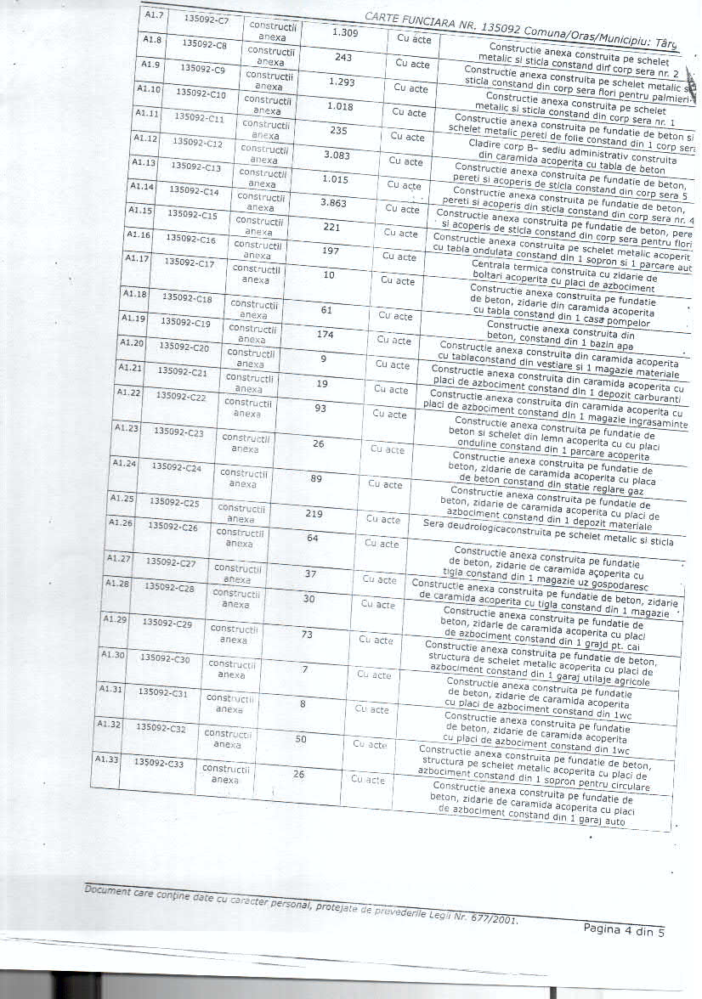 CARTE FUNCIARA NR. 135092 Comuna/Oras/Municipiu: Târg
A1.7 135092-C7 constructii anexa 1.309 Cu acte Constructie anexa construita pe schelet
metalic si sticla constand din corp sera nr. 2
A1.8 135092-C8 constructii anexa 243 Cu acte Constructie anexa construita pe schelet metalic si
sticla constand din corp sera flori pentru palmieri
A1.9 135092-C9 constructii anexa 1.293 Cu acte Constructie anexa construita pe schelet
metalic si sticla constand din corp sera nr. 1
A1.10 135092-C10 constructii anexa 1.018 Cu acte Constructie anexa construita pe fundatie de beton si
schelet metalic pereti de folie constand din 1 corp sera
A1.11 135092-C11 constructii anexa 235 Cu acte Cladire corp B- sediu administrativ construita
din caramida acoperita cu tabla de beton
A1.12 135092-C12 constructii anexa 3.083 Cu acte Constructie anexa construita pe fundatie de beton,
pereti si acoperis de sticla constand din corp sera 5
A1.13 135092-C13 constructii anexa 1.015 Cu acte Constructie anexa construita pe fundatie de beton,
pereti si acoperis din sticla constand din corp sera nr. 4
A1.14 135092-C14 constructii anexa 3.863 Cu acte Constructie anexa construita pe fundatie de beton, pere
si acoperis de sticla constand din corp sera pentru flori
A1.15 135092-C15 constructii anexa 221 Cu acte Constructie anexa construita pe schelet metalic acoperit
cu tabla ondulata constand din 1 sopron si 1 parcare aut
A1.16 135092-C16 constructii anexa 197 Cu acte Centrala termica construita cu zidarie de
boltari acoperita cu placi de azbociment
A1.17 135092-C17 constructii anexa 10 Cu acte Constructie anexa construita pe fundatie
de beton, zidarie din caramida acoperita
cu tabla constand din 1 casa pompelor
A1.18 135092-C18 constructii anexa 61 Cu acte Constructie anexa construita din
beton, constand din 1 bazin apa
A1.19 135092-C19 constructii anexa 174 Cu acte Constructie anexa construita din caramida acoperita
cu tablaconstand din vestiare si 1 magazie materiale
A1.20 135092-C20 constructii anexa 9 Cu acte Constructie anexa construita din caramida acoperita cu
placi de azbociment constand din 1 depozit carburanti
A1.21 135092-C21 constructii anexa 19 Cu acte Constructie anexa construita din caramida acoperita cu
placi de azbociment constand din 1 magazie ingrasaminte
A1.22 135092-C22 constructii anexa 93 Cu acte Constructie anexa construita pe fundatie de
beton si schelet din lemn acoperita cu cu placi
onduline constand din 1 parcare acoperita
A1.23 135092-C23 constructii anexa 26 Cu acte Constructie anexa construita pe fundatie de
beton, zidarie de caramida acoperita cu placa
de beton constand din statie reglare gaz
A1.24 135092-C24 constructii anexa 89 Cu acte Constructie anexa construita pe fundatie de
beton, zidarie de caramida acoperita cu placi de
azbociment constand din 1 depozit materiale
A1.25 135092-C25 constructii anexa 219 Cu acte Sera deudrologicaconstruita pe schelet metalic si sticla
A1.26 135092-C26 constructii anexa 64 Cu acte Constructie anexa construita pe fundatie
de beton, zidarie de caramida acoperita cu
tigla constand din 1 magazie uz gospodaresc
A1.27 135092-C27 constructii anexa 37 Cu acte Constructie anexa construita pe fundatie de beton, zidarie
de caramida acoperita cu tigla constand din 1 magazie
A1.28 135092-C28 constructii anexa 30 Cu acte Constructie anexa construita pe fundatie de
beton, zidarie de caramida acoperita cu placi
de azbociment constand din 1 grajd pt. cai
A1.29 135092-C29 constructii anexa 73 Cu acte Constructie anexa construita pe fundatie de beton,
structura de schelet metalic acoperita cu placi de
azbociment constand din 1 garaj utilaje agricole
A1.30 135092-C30 constructii anexa 7 Cu acte Constructie anexa construita pe fundatie
de beton, zidarie de caramida acoperita
cu placi de azbociment constand din 1wc
A1.31 135092-C31 constructii anexa 8 Cu acte Constructie anexa construita pe fundatie
de beton, zidarie de caramida acoperita
cu placi de azbociment constand din 1wc
A1.32 135092-C32 constructii anexa 50 Cu acte Constructie anexa construita pe fundatie de beton,
structura pe schelet metalic acoperita cu placi de
azbociment constand din 1 sopron pentru circulare
A1.33 135092-C33 constructii anexa 26 Cu acte Constructie anexa construita pe fundatie de
beton, zidarie de caramida acoperita cu placi
de azbociment constand din 1 garaj auto
Document care conține date cu caracter personal, protejate de prevederile Legii Nr. 677/2001.
Pagina 4 din 5